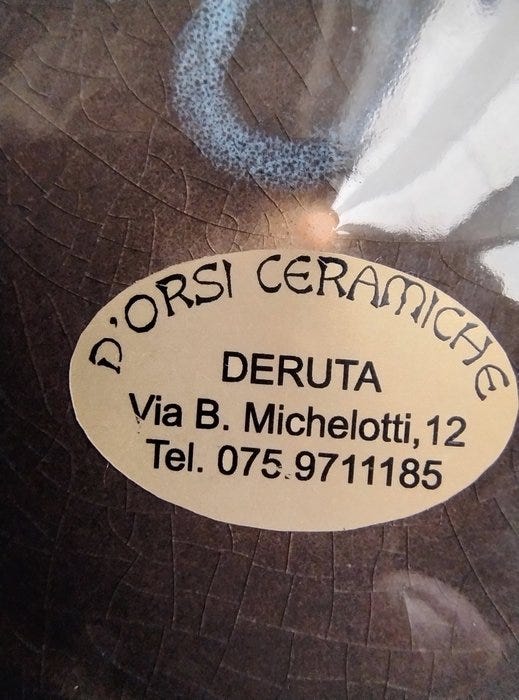 D'ORSI CERAMICHE
DERUTA
Via B. Michelotti, 12
Tel. 075.9711185